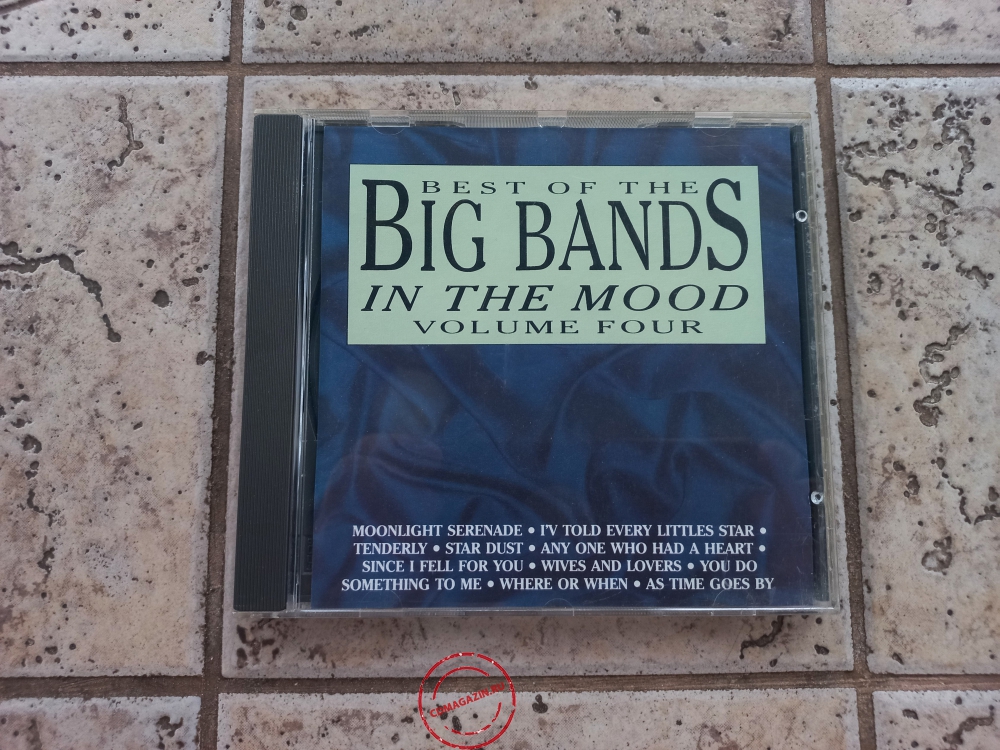 BEST OF THE
BIG BANDS
IN THE MOOD
VOLUME FOUR
MOONLIGHT SERENADE • I'V TOLD EVERY LITTLES STAR •
TENDERLY • STAR DUST • ANY ONE WHO HAD A HEART •
SINCE I FELL FOR YOU • WIVES AND LOVERS • YOU DO
SOMETHING TO ME • WHERE OR WHEN • AS TIME GOES BY